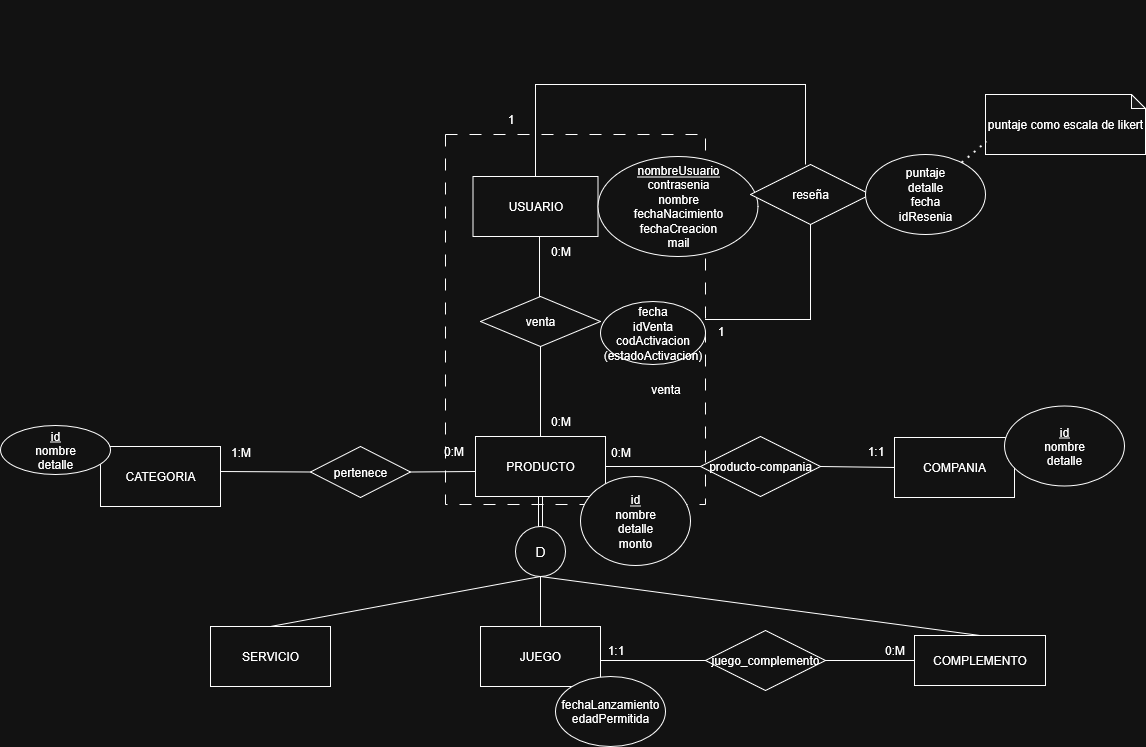 1
puntaje como escala de likert
nombreUsuario
contrasenia
nombre
fechaNacimiento
fechaCreacion
mail
USUARIO
reseña
puntaje
detalle
fecha
idResenia
0:M
venta
fecha
idVenta
codActivacion
(estadoActivacion)
1
venta
0:M
id
nombre
detalle
CATEGORIA
1:M
pertenece
0:M
PRODUCTO
0:M
producto-compania
1:1
COMPANIA
id
nombre
detalle
id
nombre
detalle
monto
D
SERVICIO
JUEGO
1:1
juego_complemento
0:M
COMPLEMENTO
fechaLanzamiento
edadPermitida